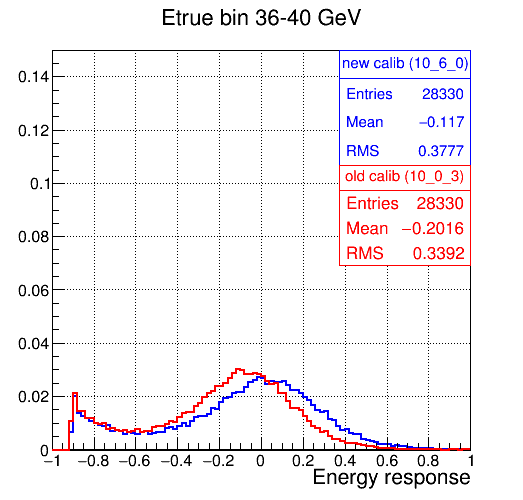 Etrue bin 36-40 GeV
new calib (10_6_0)
Entries 28330
Mean −0.117
RMS 0.3777
old calib (10_0_3)
Entries 28330
Mean −0.2016
RMS 0.3392
0.14
0.12
0.1
0.08
0.06
0.04
0.02
0
−1 −0.8 −0.6 −0.4 −0.2 0 0.2 0.4 0.6 0.8 1
Energy response